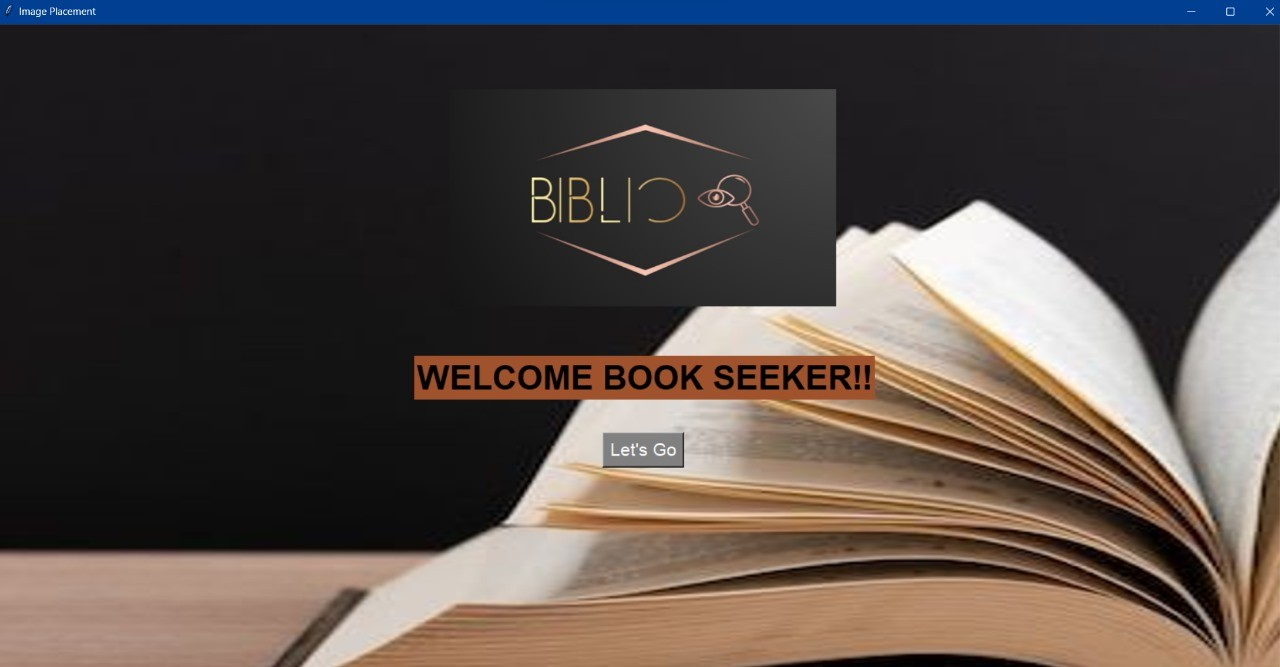 Image Placement
BIBLIO
WELCOME BOOK SEEKER!!
Let's Go